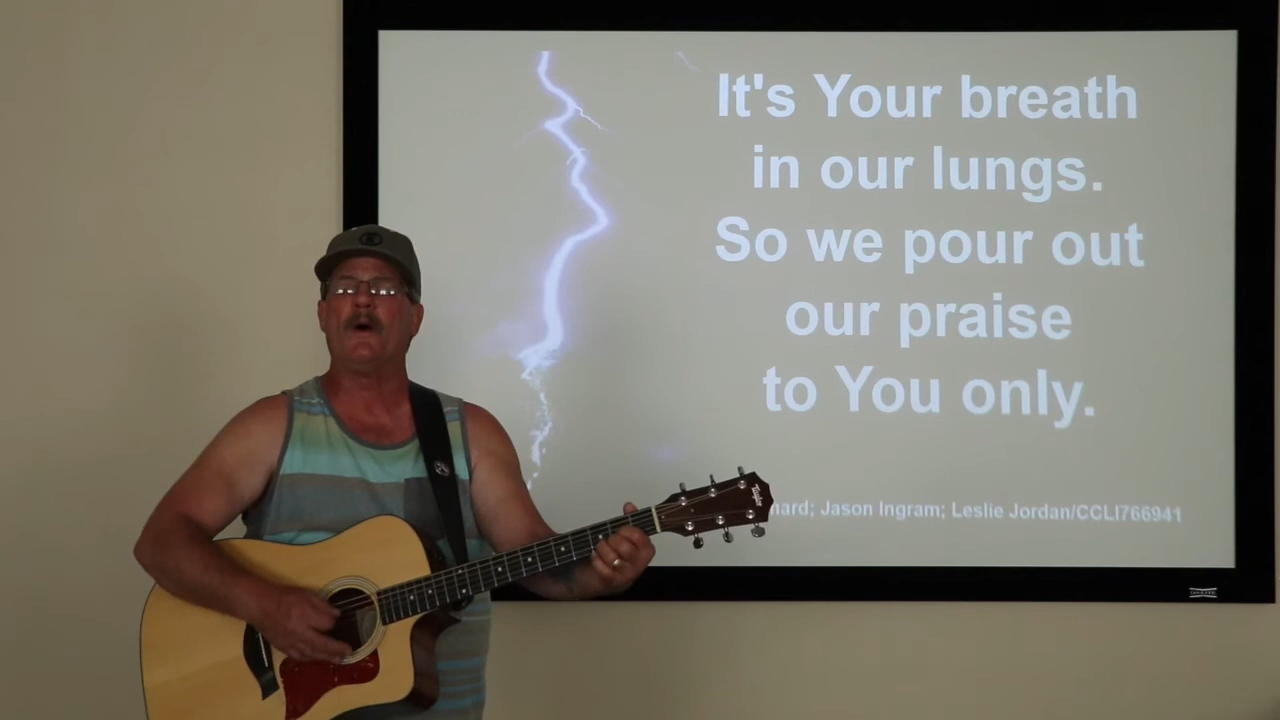 It's Your breath
in our lungs.
So we pour out
our praise
to You only.
Jason Ingram; Leslie Jordan/CCLI766941
Taylor